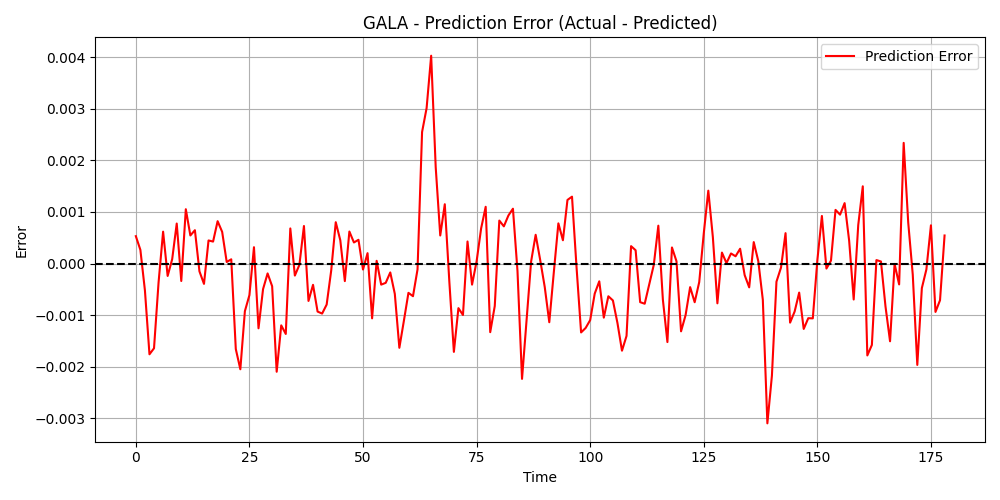 GALA - Prediction Error (Actual - Predicted)
Prediction Error
0.004
0.003
0.002
0.001
0.000
−0.001
−0.002
−0.003
Error
0 25 50 75 100 125 150 175
Time